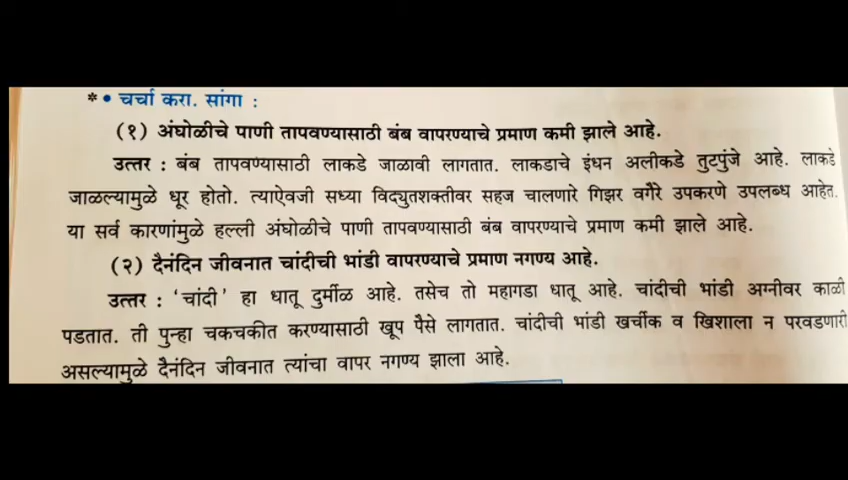 * • चर्चा करा. सांगा :
(१) अंघोळीचे पाणी तापवण्यासाठी बंब वापरण्याचे प्रमाण कमी झाले आहे.
उत्तर : बंब तापवण्यासाठी लाकडे जाळावी लागतात. लाकडाचे इंधन अलीकडे तुटपुंजे आहे. लाकडे
जाळल्यामुळे धूर होतो. त्याऐवजी सध्या विद्युतशक्तीवर सहज चालणारे गिझर वगैरे उपकरणे उपलब्ध आहेत.
या सर्व कारणांमुळे हल्ली अंघोळीचे पाणी तापवण्यासाठी बंब वापरण्याचे प्रमाण कमी झाले आहे.
(२) दैनंदिन जीवनात चांदीची भांडी वापरण्याचे प्रमाण नगण्य आहे.
उत्तर : 'चांदी' हा धातू दुर्मीळ आहे. तसेच तो महागडा धातू आहे. चांदीची भांडी अग्नीवर काळी
पडतात. ती पुन्हा चकचकीत करण्यासाठी खूप पैसे लागतात. चांदीची भांडी खर्चीक व खिशाला न परवडणारी
असल्यामुळे दैनंदिन जीवनात त्यांचा वापर नगण्य झाला आहे.